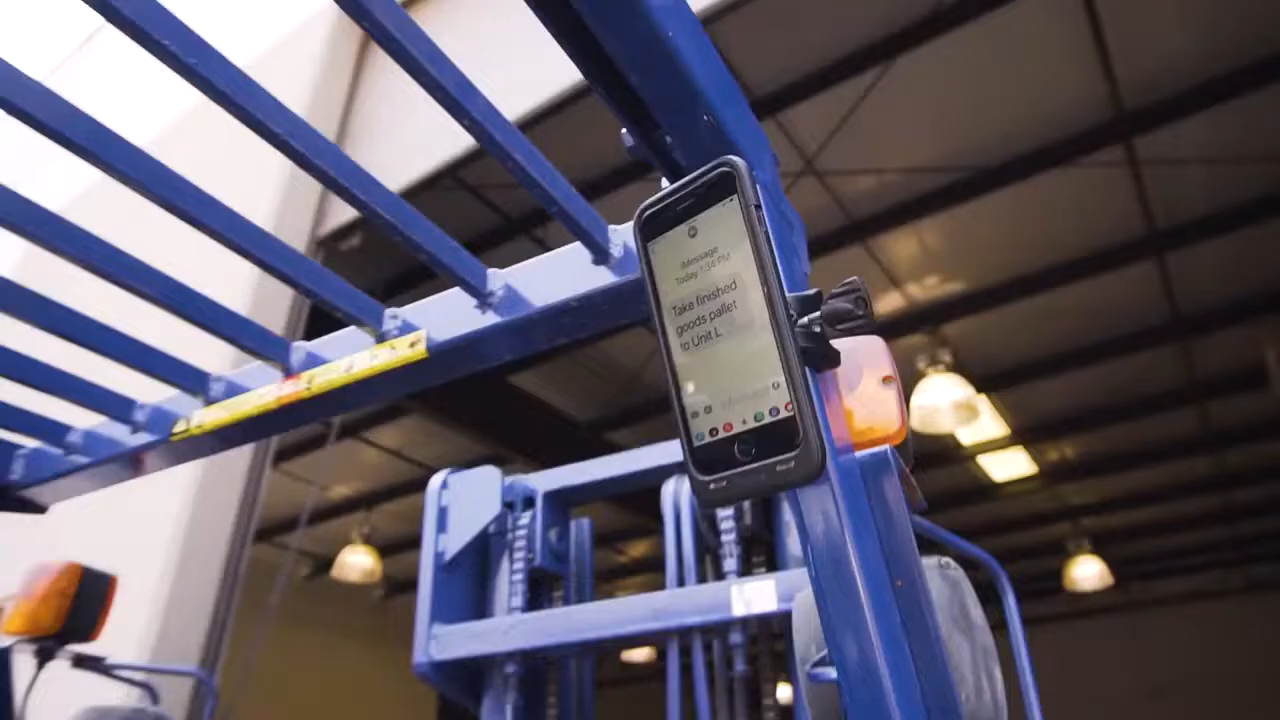 iMessage
Today 1:34 PM
Take finished
goods pallet
to Unit L